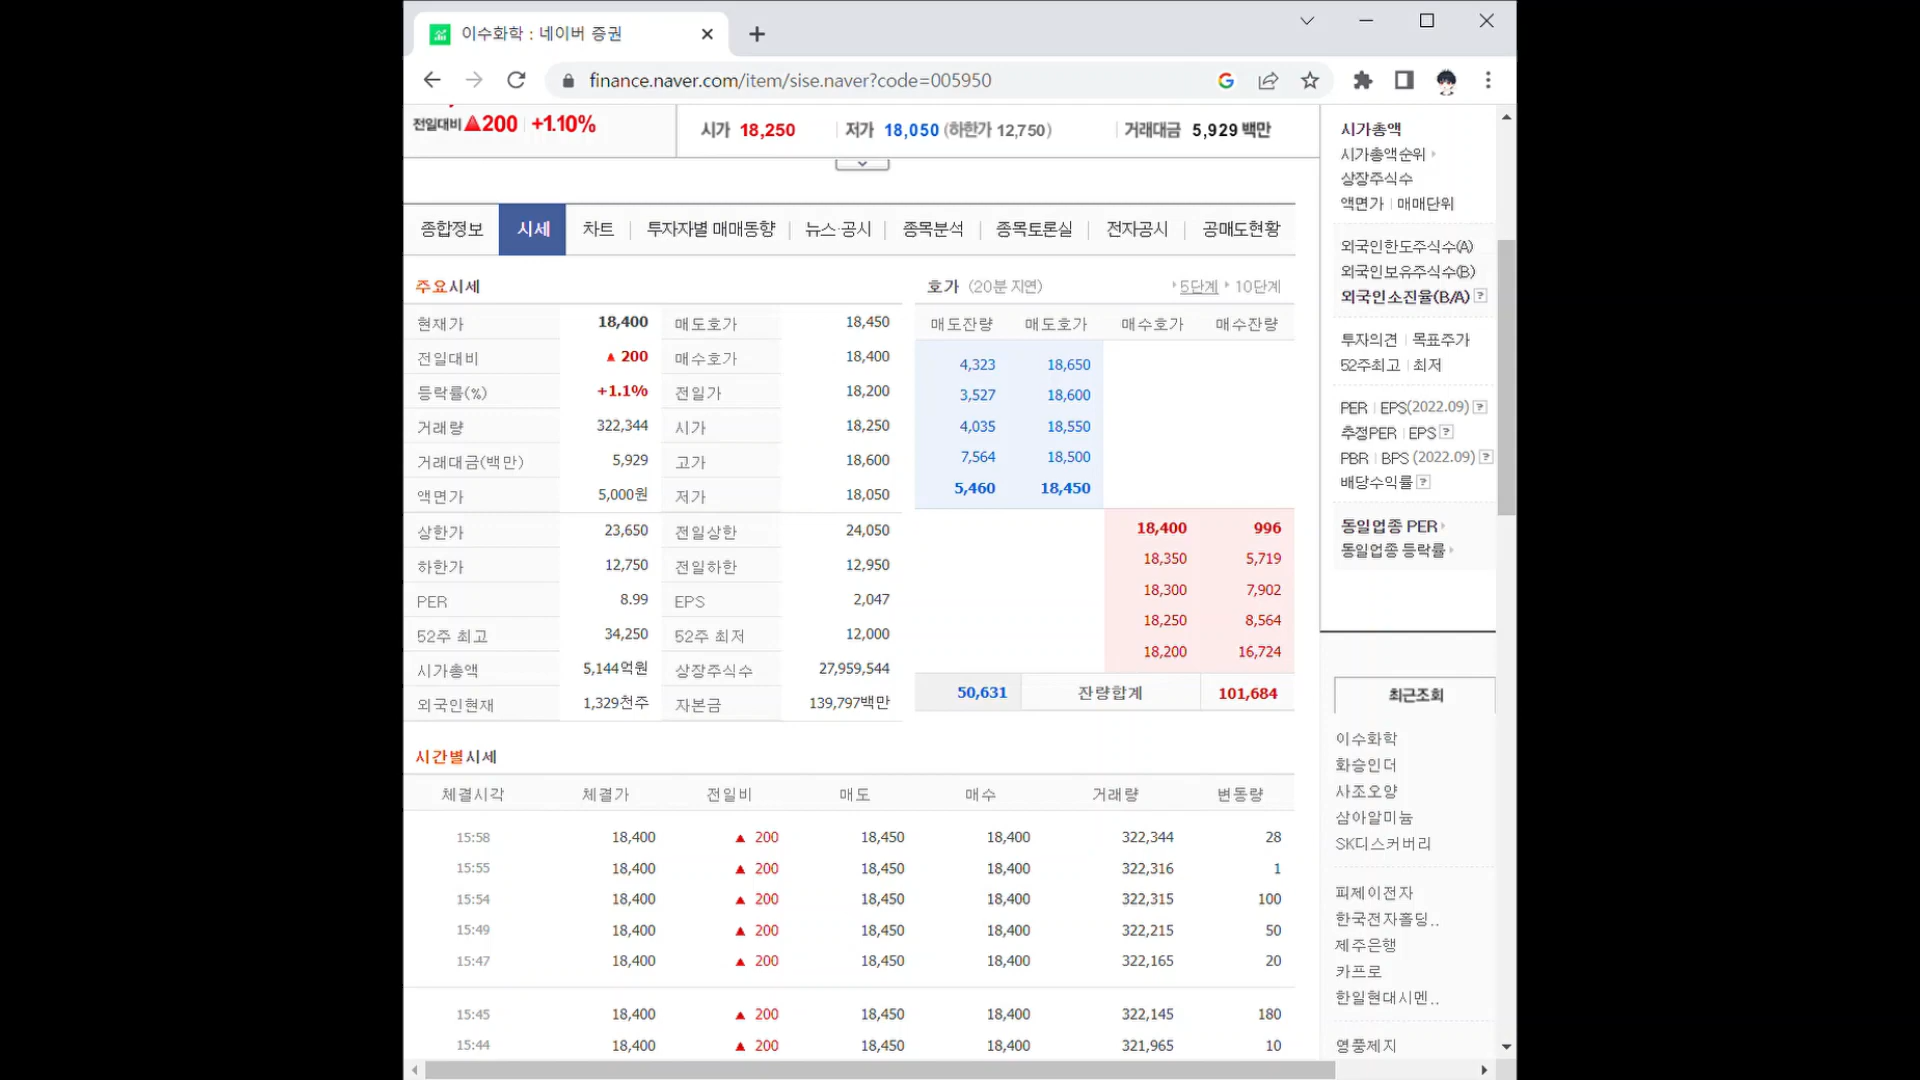 이수화학 : 네이버 증권
finance.naver.com/item/sise.naver?code=005950
전일대비 ▲200 +1.10%
시가 18,250 저가 18,050 (하한가 12,750) 거래대금 5,929 백만
종합정보 시세 차트 투자자별 매매동향 뉴스·공시 종목분석 종목토론실 전자공시 공매도현황
주요시세
현재가 18,400 매도호가 18,450
전일대비 ▲ 200 매수호가 18,400
등락률(%) +1.1% 전일가 18,200
거래량 322,344 시가 18,250
거래대금(백만) 5,929 고가 18,600
액면가 5,000원 저가 18,050
상한가 23,650 전일상한 24,050
하한가 12,750 전일하한 12,950
PER 8.99 EPS 2,047
52주 최고 34,250 52주 최저 12,000
시가총액 5,144억원 상장주식수 27,959,544
외국인현재 1,329천주 자본금 139,797백만
호가 (20분 지연) 5단계 10단계
매도잔량 매도호가 매수호가 매수잔량
4,323 18,650
3,527 18,600
4,035 18,550
7,564 18,500
5,460 18,450
18,400 996
18,350 5,719
18,300 7,902
18,250 8,564
18,200 16,724
50,631 잔량합계 101,684
시간별시세
체결시각 체결가 전일비 매도 매수 거래량 변동량
15:58 18,400 ▲ 200 18,450 18,400 322,344 28
15:55 18,400 ▲ 200 18,450 18,400 322,316 1
15:54 18,400 ▲ 200 18,450 18,400 322,315 100
15:49 18,400 ▲ 200 18,450 18,400 322,215 50
15:47 18,400 ▲ 200 18,450 18,400 322,165 20
15:45 18,400 ▲ 200 18,450 18,400 322,145 180
15:44 18,400 ▲ 200 18,450 18,400 321,965 10
시가총액
시가총액순위
상장주식수
액면가 | 매매단위
외국인한도주식수(A)
외국인보유주식수(B)
외국인소진율(B/A) ?
투자의견 | 목표주가
52주최고 | 최저
PER | EPS(2022.09) ?
추정PER | EPS ?
PBR | BPS (2022.09) ?
배당수익률 ?
동일업종 PER
동일업종 등락률
최근조회
이수화학
화승인더
사조오양
삼아알미늄
SK디스커버리
피제이전자
한국전자홀딩..
제주은행
카프로
한일현대시멘..
영풍제지